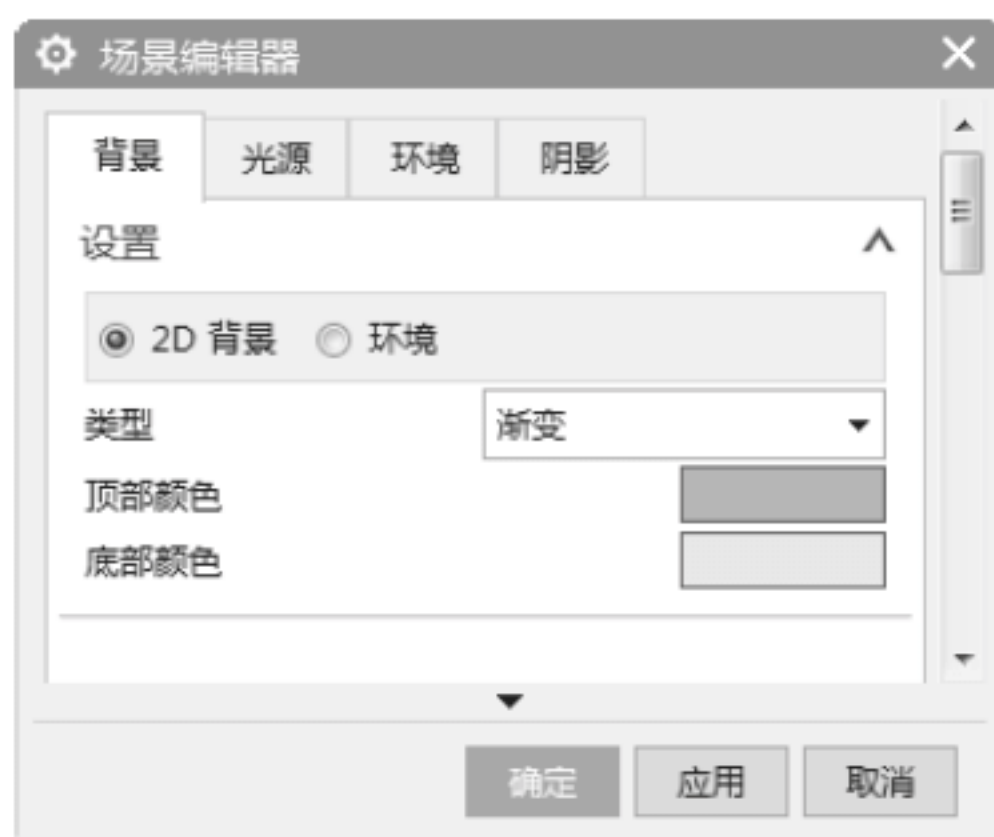 场景编辑器
背景 光源 环境 阴影
设置
2D 背景 环境
类型 渐变
顶部颜色
底部颜色
确定 应用 取消